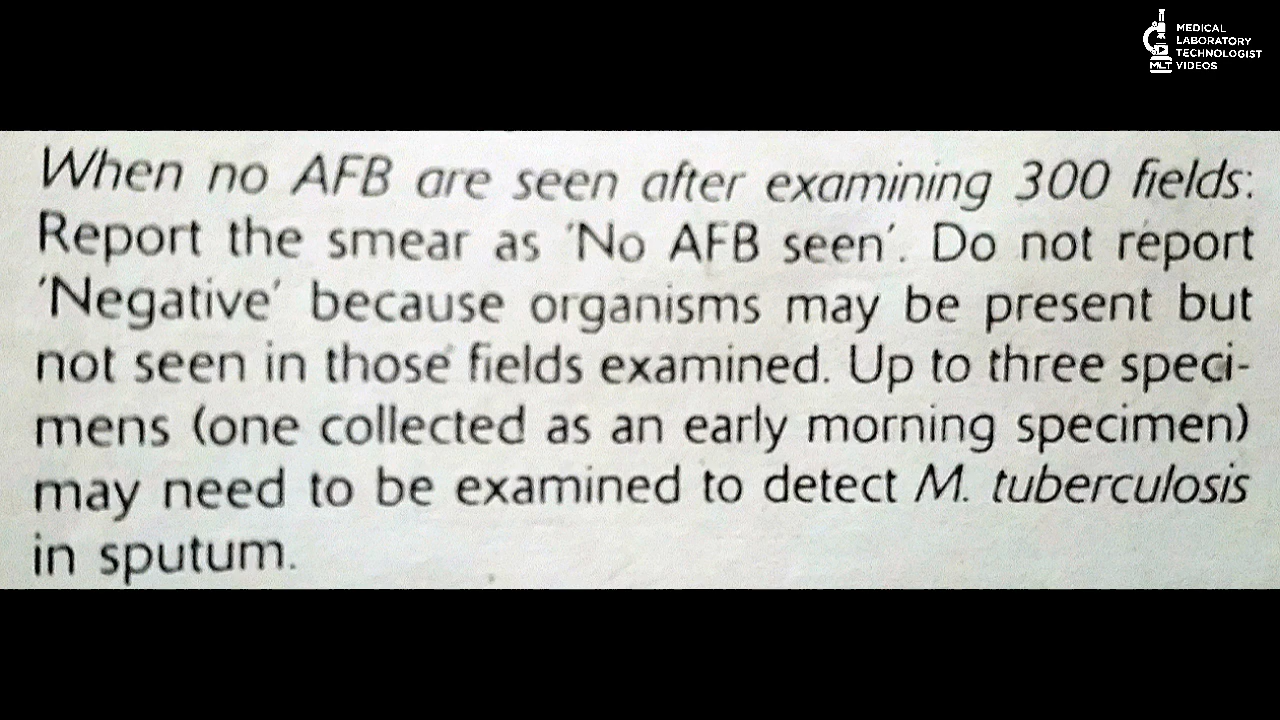 MEDICAL
LABORATORY
TECHNOLOGIST
MLT VIDEOS
When no AFB are seen after examining 300 fields:
Report the smear as 'No AFB seen'. Do not report
'Negative' because organisms may be present but
not seen in those fields examined. Up to three speci-
mens (one collected as an early morning specimen)
may need to be examined to detect M. tuberculosis
in sputum.